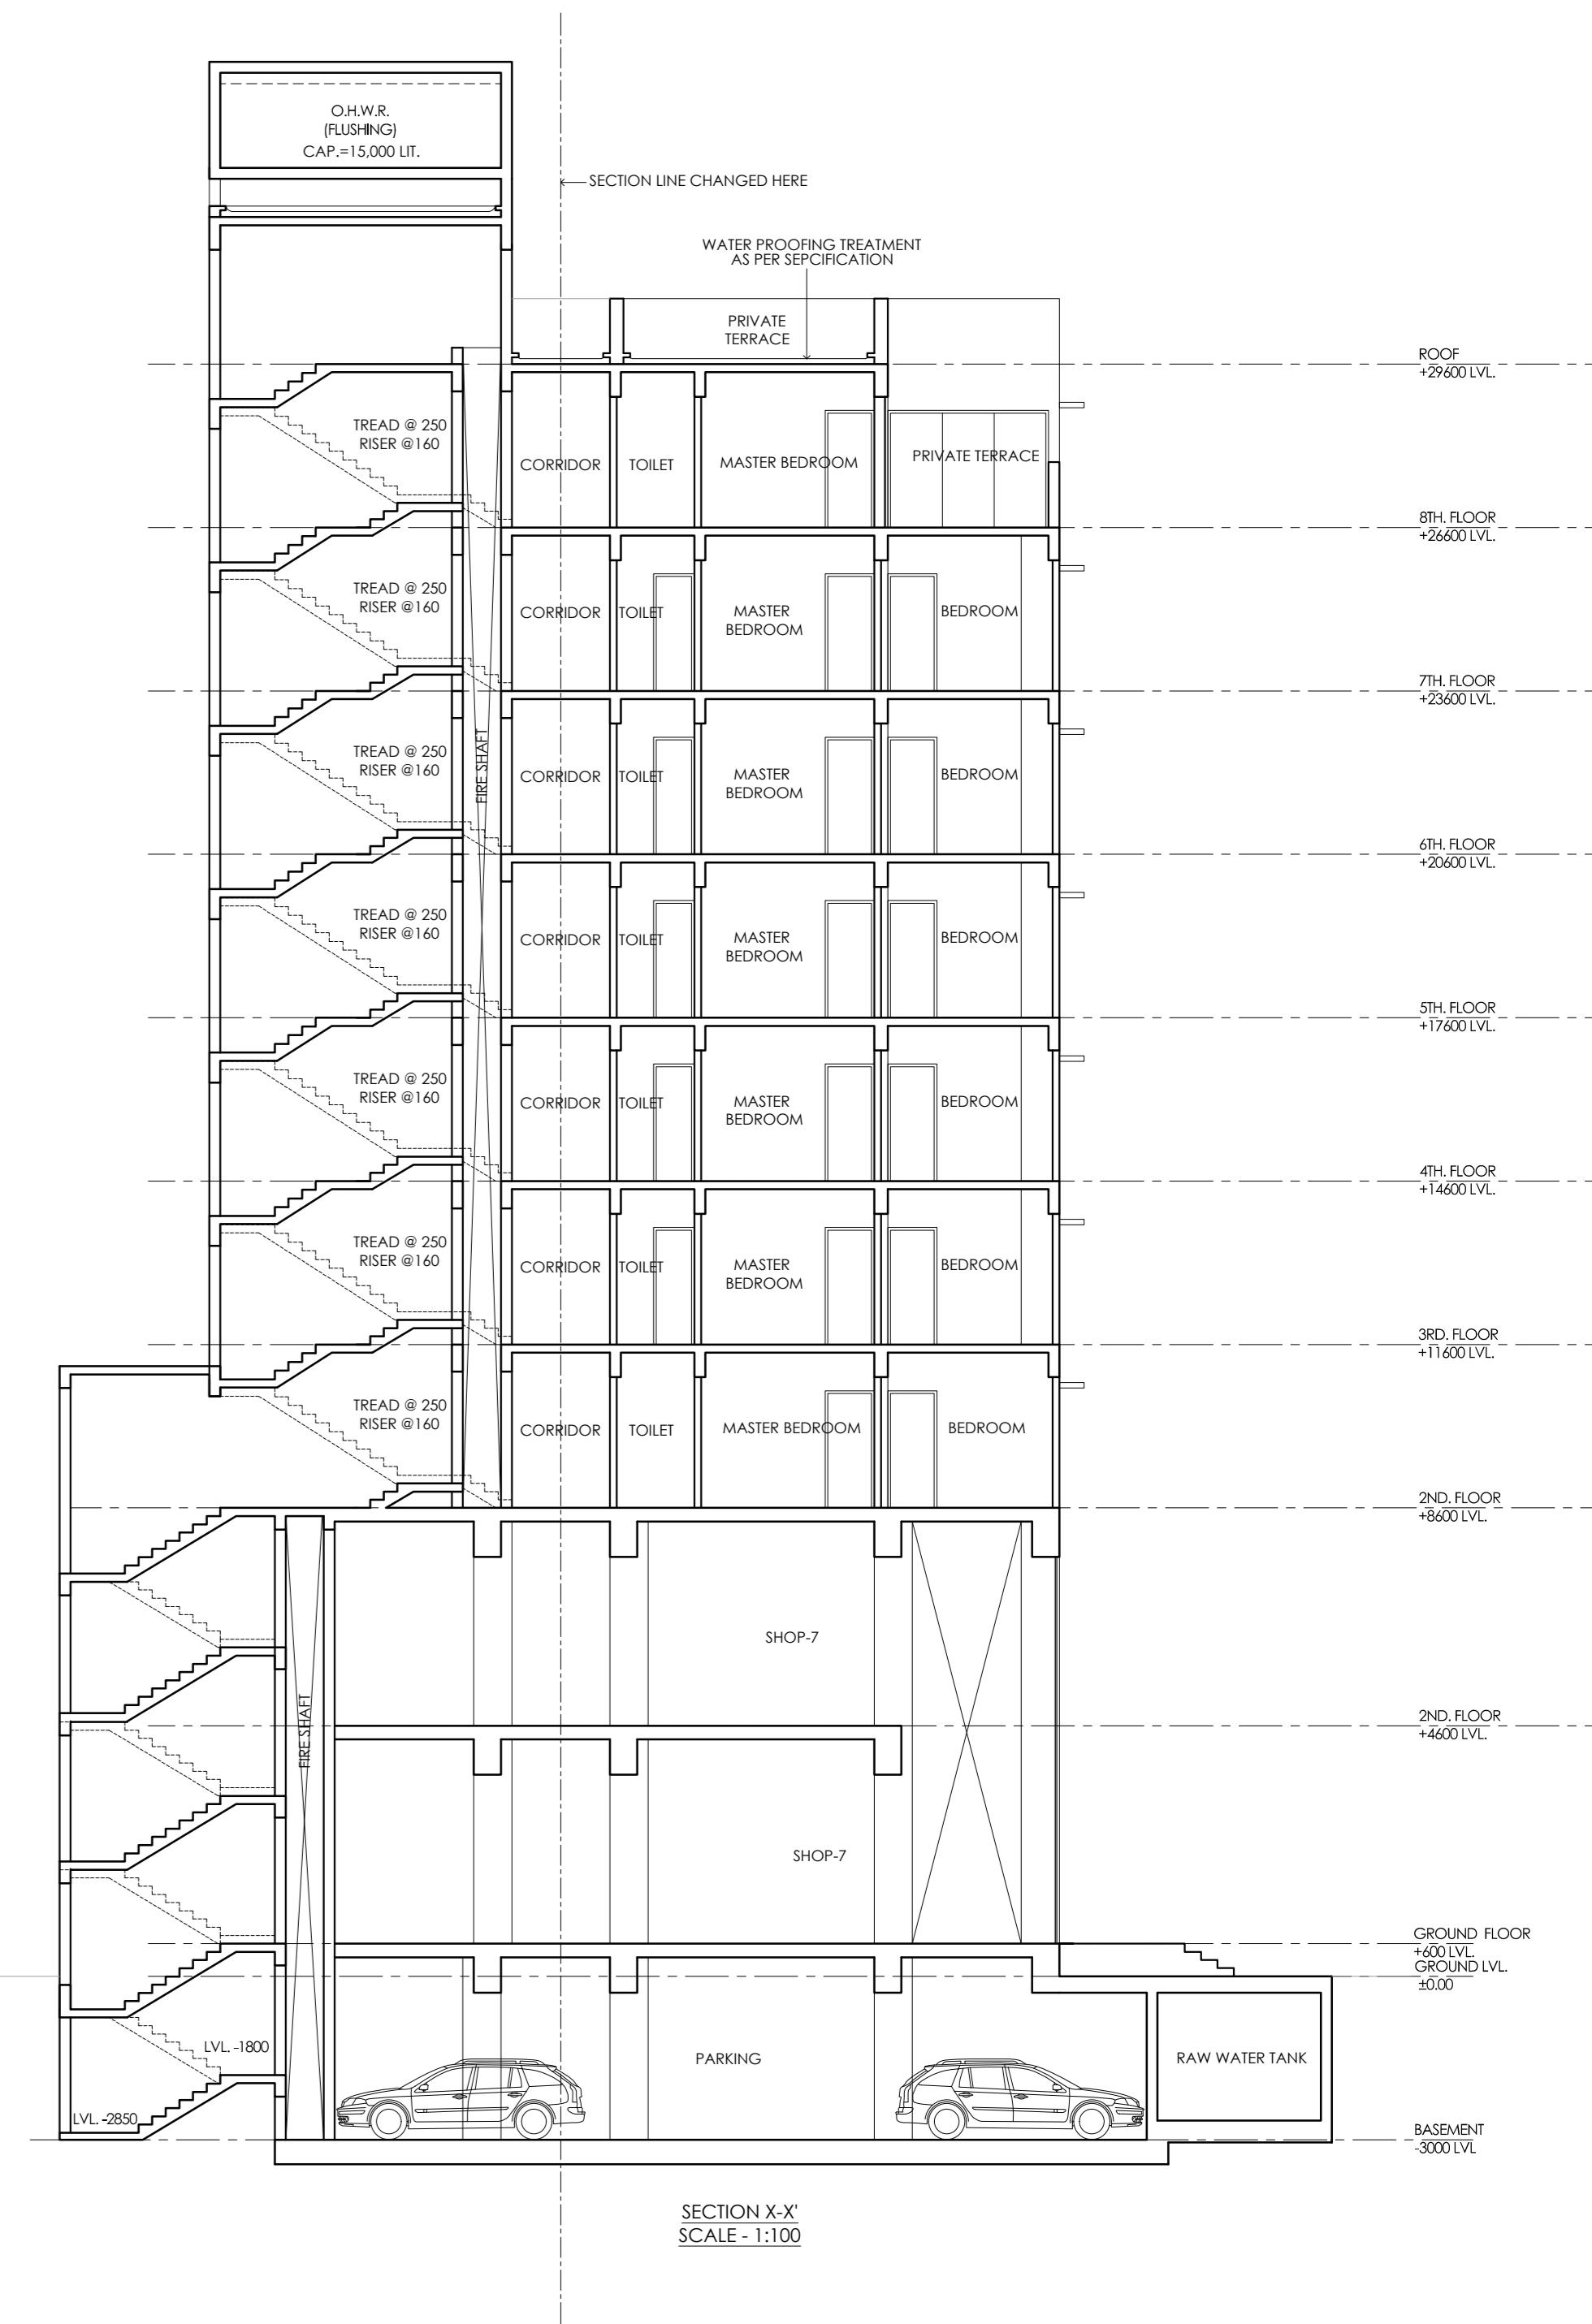 O.H.W.R.
(FLUSHING)
CAP.=15,000 LIT.
SECTION LINE CHANGED HERE
WATER PROOFING TREATMENT
AS PER SEPCIFICATION
PRIVATE
TERRACE
ROOF
+29600 LVL.
TREAD @ 250
RISER @160
CORRIDOR
TOILET
MASTER BEDROOM
PRIVATE TERRACE
8TH. FLOOR
+26600 LVL.
TREAD @ 250
RISER @160
CORRIDOR
TOILET
MASTER
BEDROOM
BEDROOM
7TH. FLOOR
+23600 LVL.
TREAD @ 250
RISER @160
FIRE SHAFT
CORRIDOR
TOILET
MASTER
BEDROOM
BEDROOM
6TH. FLOOR
+20600 LVL.
TREAD @ 250
RISER @160
CORRIDOR
TOILET
MASTER
BEDROOM
BEDROOM
5TH. FLOOR
+17600 LVL.
TREAD @ 250
RISER @160
CORRIDOR
TOILET
MASTER
BEDROOM
BEDROOM
4TH. FLOOR
+14600 LVL.
TREAD @ 250
RISER @160
CORRIDOR
TOILET
MASTER
BEDROOM
BEDROOM
3RD. FLOOR
+11600 LVL.
TREAD @ 250
RISER @160
CORRIDOR
TOILET
MASTER BEDROOM
BEDROOM
2ND. FLOOR
+8600 LVL.
SHOP-7
FIRE SHAFT
2ND. FLOOR
+4600 LVL.
SHOP-7
GROUND FLOOR
+600 LVL.
GROUND LVL.
±0.00
LVL. -1800
PARKING
RAW WATER TANK
LVL. -2850
BASEMENT
-3000 LVL
SECTION X-X'
SCALE - 1:100